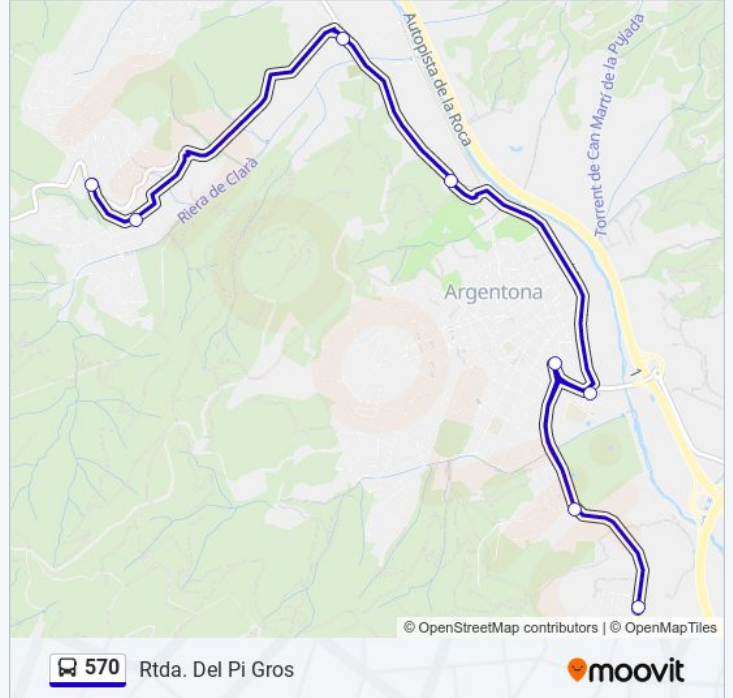 Autopista de la Roca
Torrent de Can Martí de la Pujada
Riera de Clarà
Argentona
© OpenStreetMap contributors | © OpenMapTiles
570 Rtda. Del Pi Gros
moovit